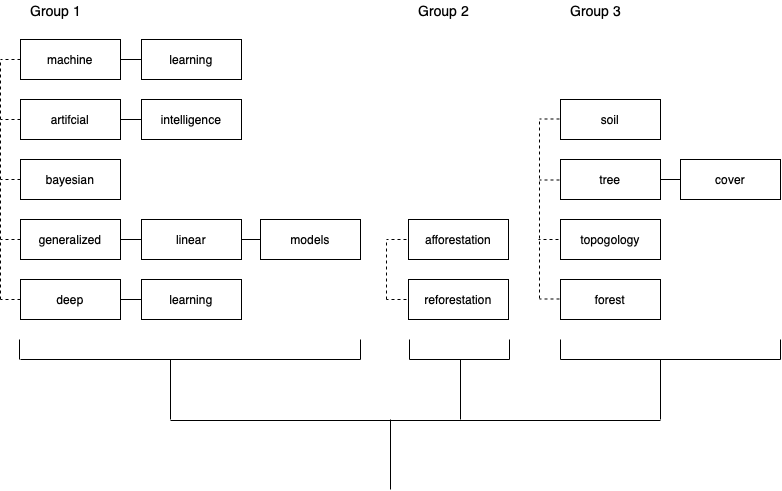 Group 1
Group 2
Group 3
machine
learning
artifcial
intelligence
soil
bayesian
tree
cover
generalized
linear
models
afforestation
topogology
deep
learning
reforestation
forest